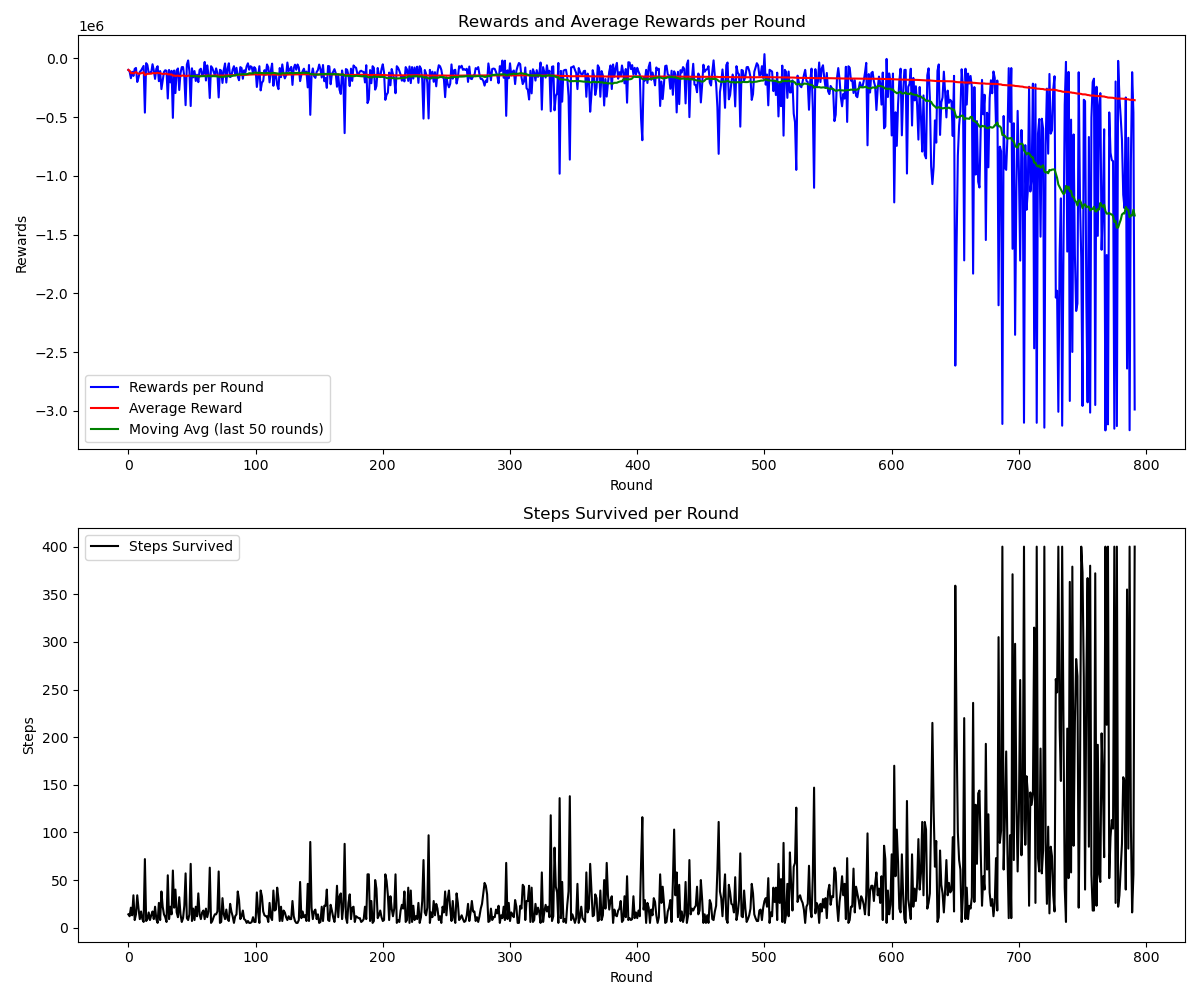 Rewards and Average Rewards per Round
1e6
0.0
−0.5
−1.0
−1.5
−2.0
−2.5
−3.0
Rewards
Rewards per Round
Average Reward
Moving Avg (last 50 rounds)
0 100 200 300 400 500 600 700 800
Round
Steps Survived per Round
Steps Survived
400
350
300
250
200
150
100
50
0
Steps
0 100 200 300 400 500 600 700 800
Round